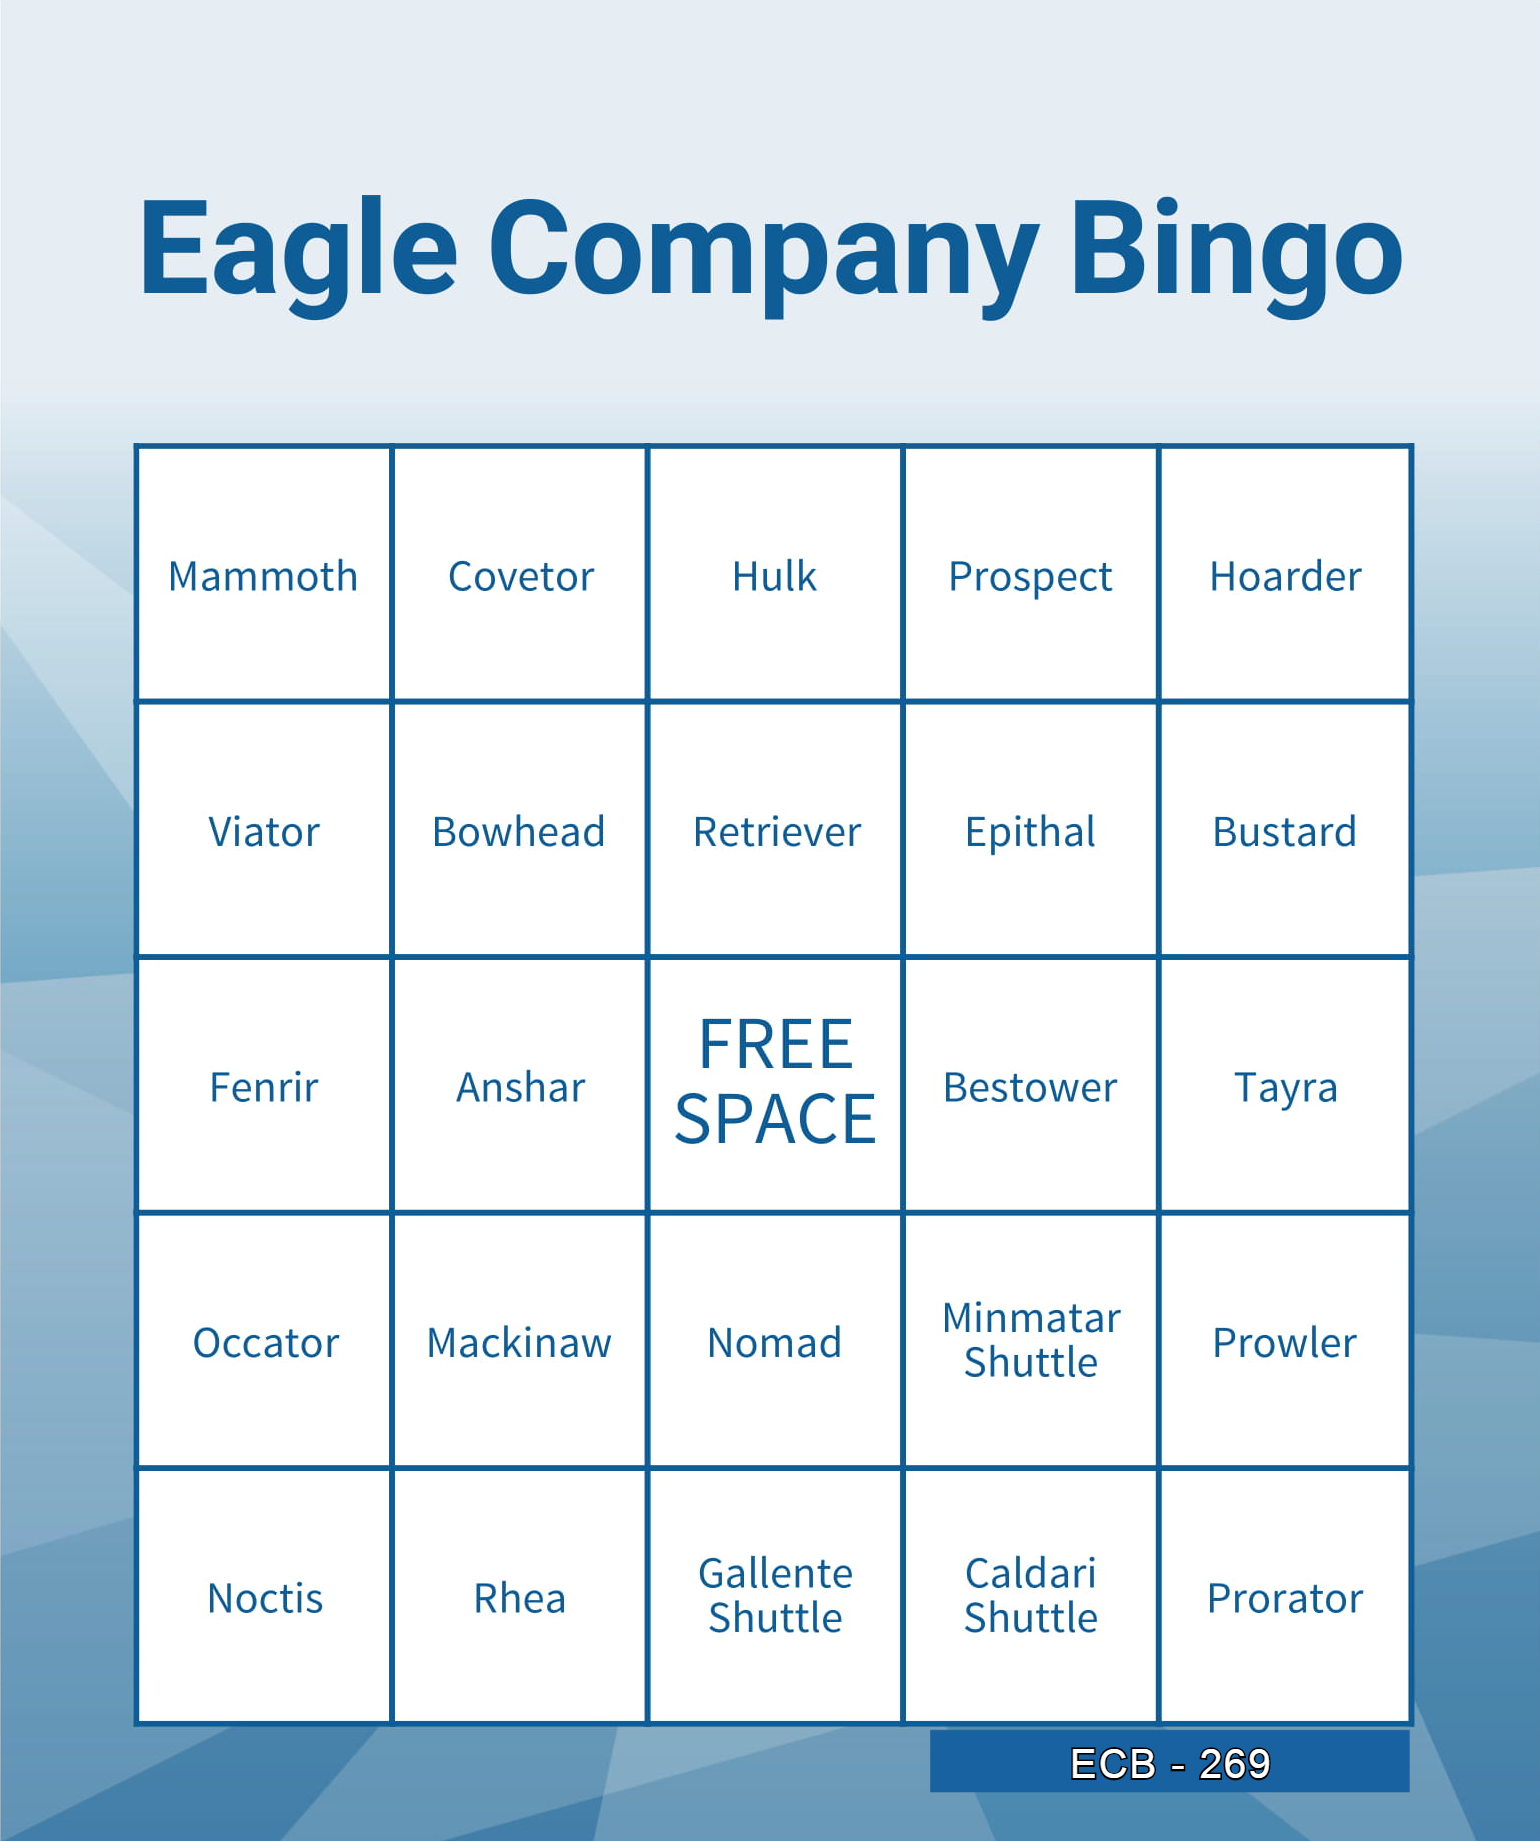 Eagle Company Bingo
Mammoth
Covetor
Hulk
Prospect
Hoarder
Viator
Bowhead
Retriever
Epithal
Bustard
Fenrir
Anshar
FREE
SPACE
Bestower
Tayra
Occator
Mackinaw
Nomad
Minmatar
Shuttle
Prowler
Noctis
Rhea
Gallente
Shuttle
Caldari
Shuttle
Prorator
ECB - 269